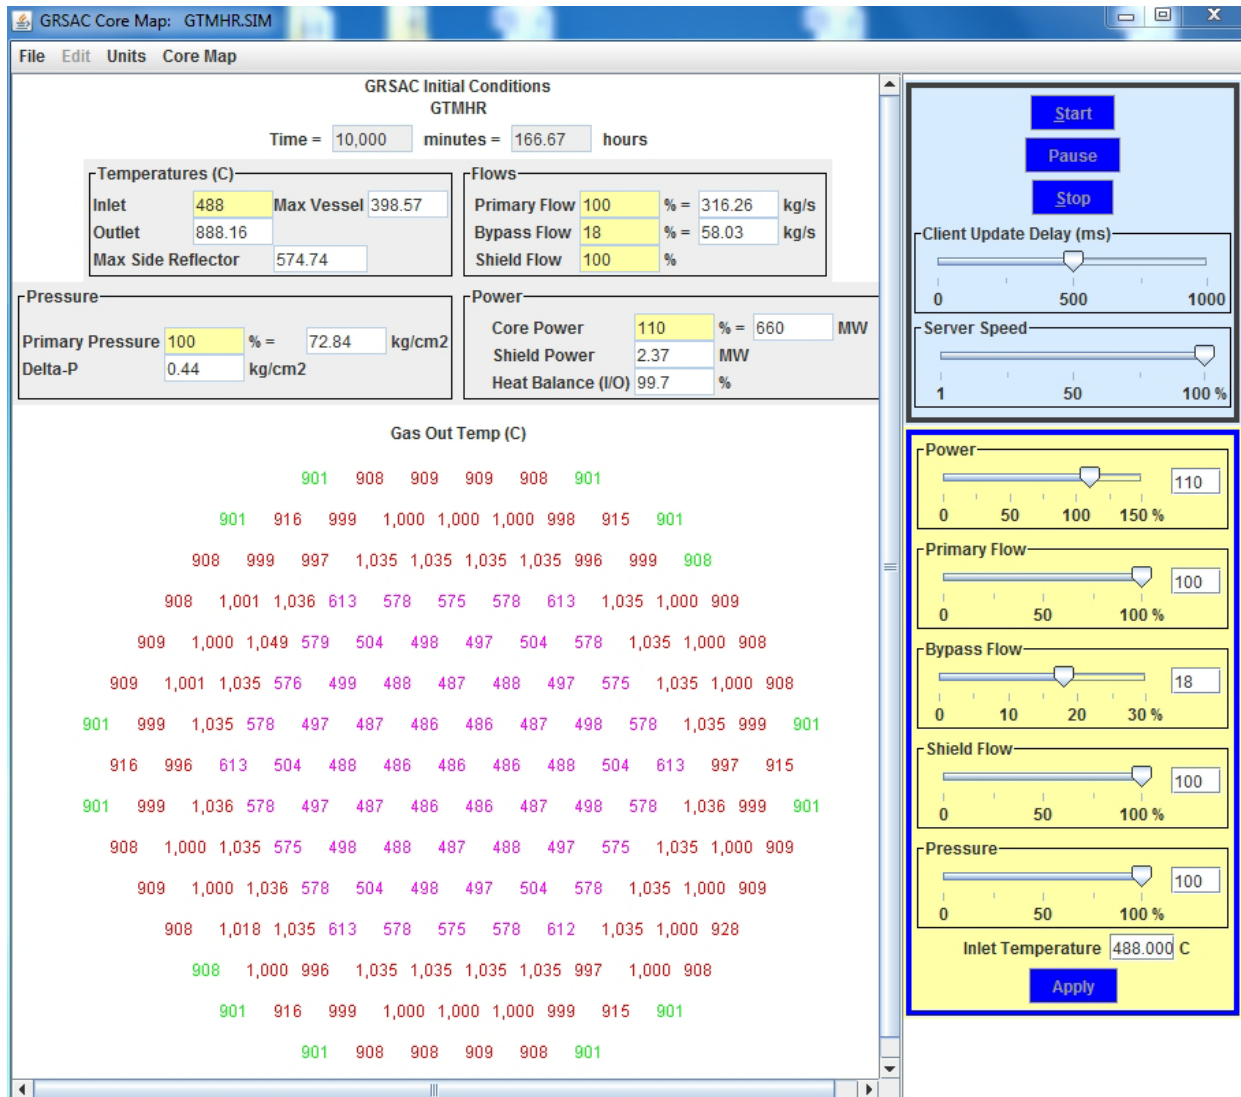 GRSAC Core Map: GTMHR.SIM
File Edit Units Core Map
GRSAC Initial Conditions
GTMHR
Time = 10,000 minutes = 166.67 hours
Temperatures (C)
Inlet 488 Max Vessel 398.57
Outlet 888.16
Max Side Reflector 574.74
Flows
Primary Flow 100 % = 316.26 kg/s
Bypass Flow 18 % = 58.03 kg/s
Shield Flow 100 %
Pressure
Primary Pressure 100 % = 72.84 kg/cm2
Delta-P 0.44 kg/cm2
Power
Core Power 110 % = 660 MW
Shield Power 2.37 MW
Heat Balance (I/O) 99.7 %
Gas Out Temp (C)
901 908 909 909 908 901
901 916 999 1,000 1,000 1,000 998 915 901
908 999 997 1,035 1,035 1,035 1,035 996 999 908
908 1,001 1,036 613 578 575 578 613 1,035 1,000 909
909 1,000 1,049 579 504 498 497 504 578 1,035 1,000 908
909 1,001 1,035 576 499 488 487 488 497 575 1,035 1,000 908
901 999 1,035 578 497 487 486 486 487 498 578 1,035 999 901
916 996 613 504 488 486 486 486 488 504 613 997 915
901 999 1,036 578 497 487 486 486 487 498 578 1,036 999 901
908 1,000 1,035 575 498 488 487 488 497 575 1,035 1,000 909
909 1,000 1,036 578 504 498 497 504 578 1,035 1,000 909
908 1,018 1,035 613 578 575 578 612 1,035 1,000 928
908 1,000 996 1,035 1,035 1,035 1,035 997 1,000 908
901 916 999 1,000 1,000 1,000 999 915 901
901 908 908 909 908 901
Start
Pause
Stop
Client Update Delay (ms)
0 500 1000
Server Speed
1 50 100 %
Power
110
0 50 100 150 %
Primary Flow
100
0 50 100 %
Bypass Flow
18
0 10 20 30 %
Shield Flow
100
0 50 100 %
Pressure
100
0 50 100 %
Inlet Temperature 488.000 C
Apply